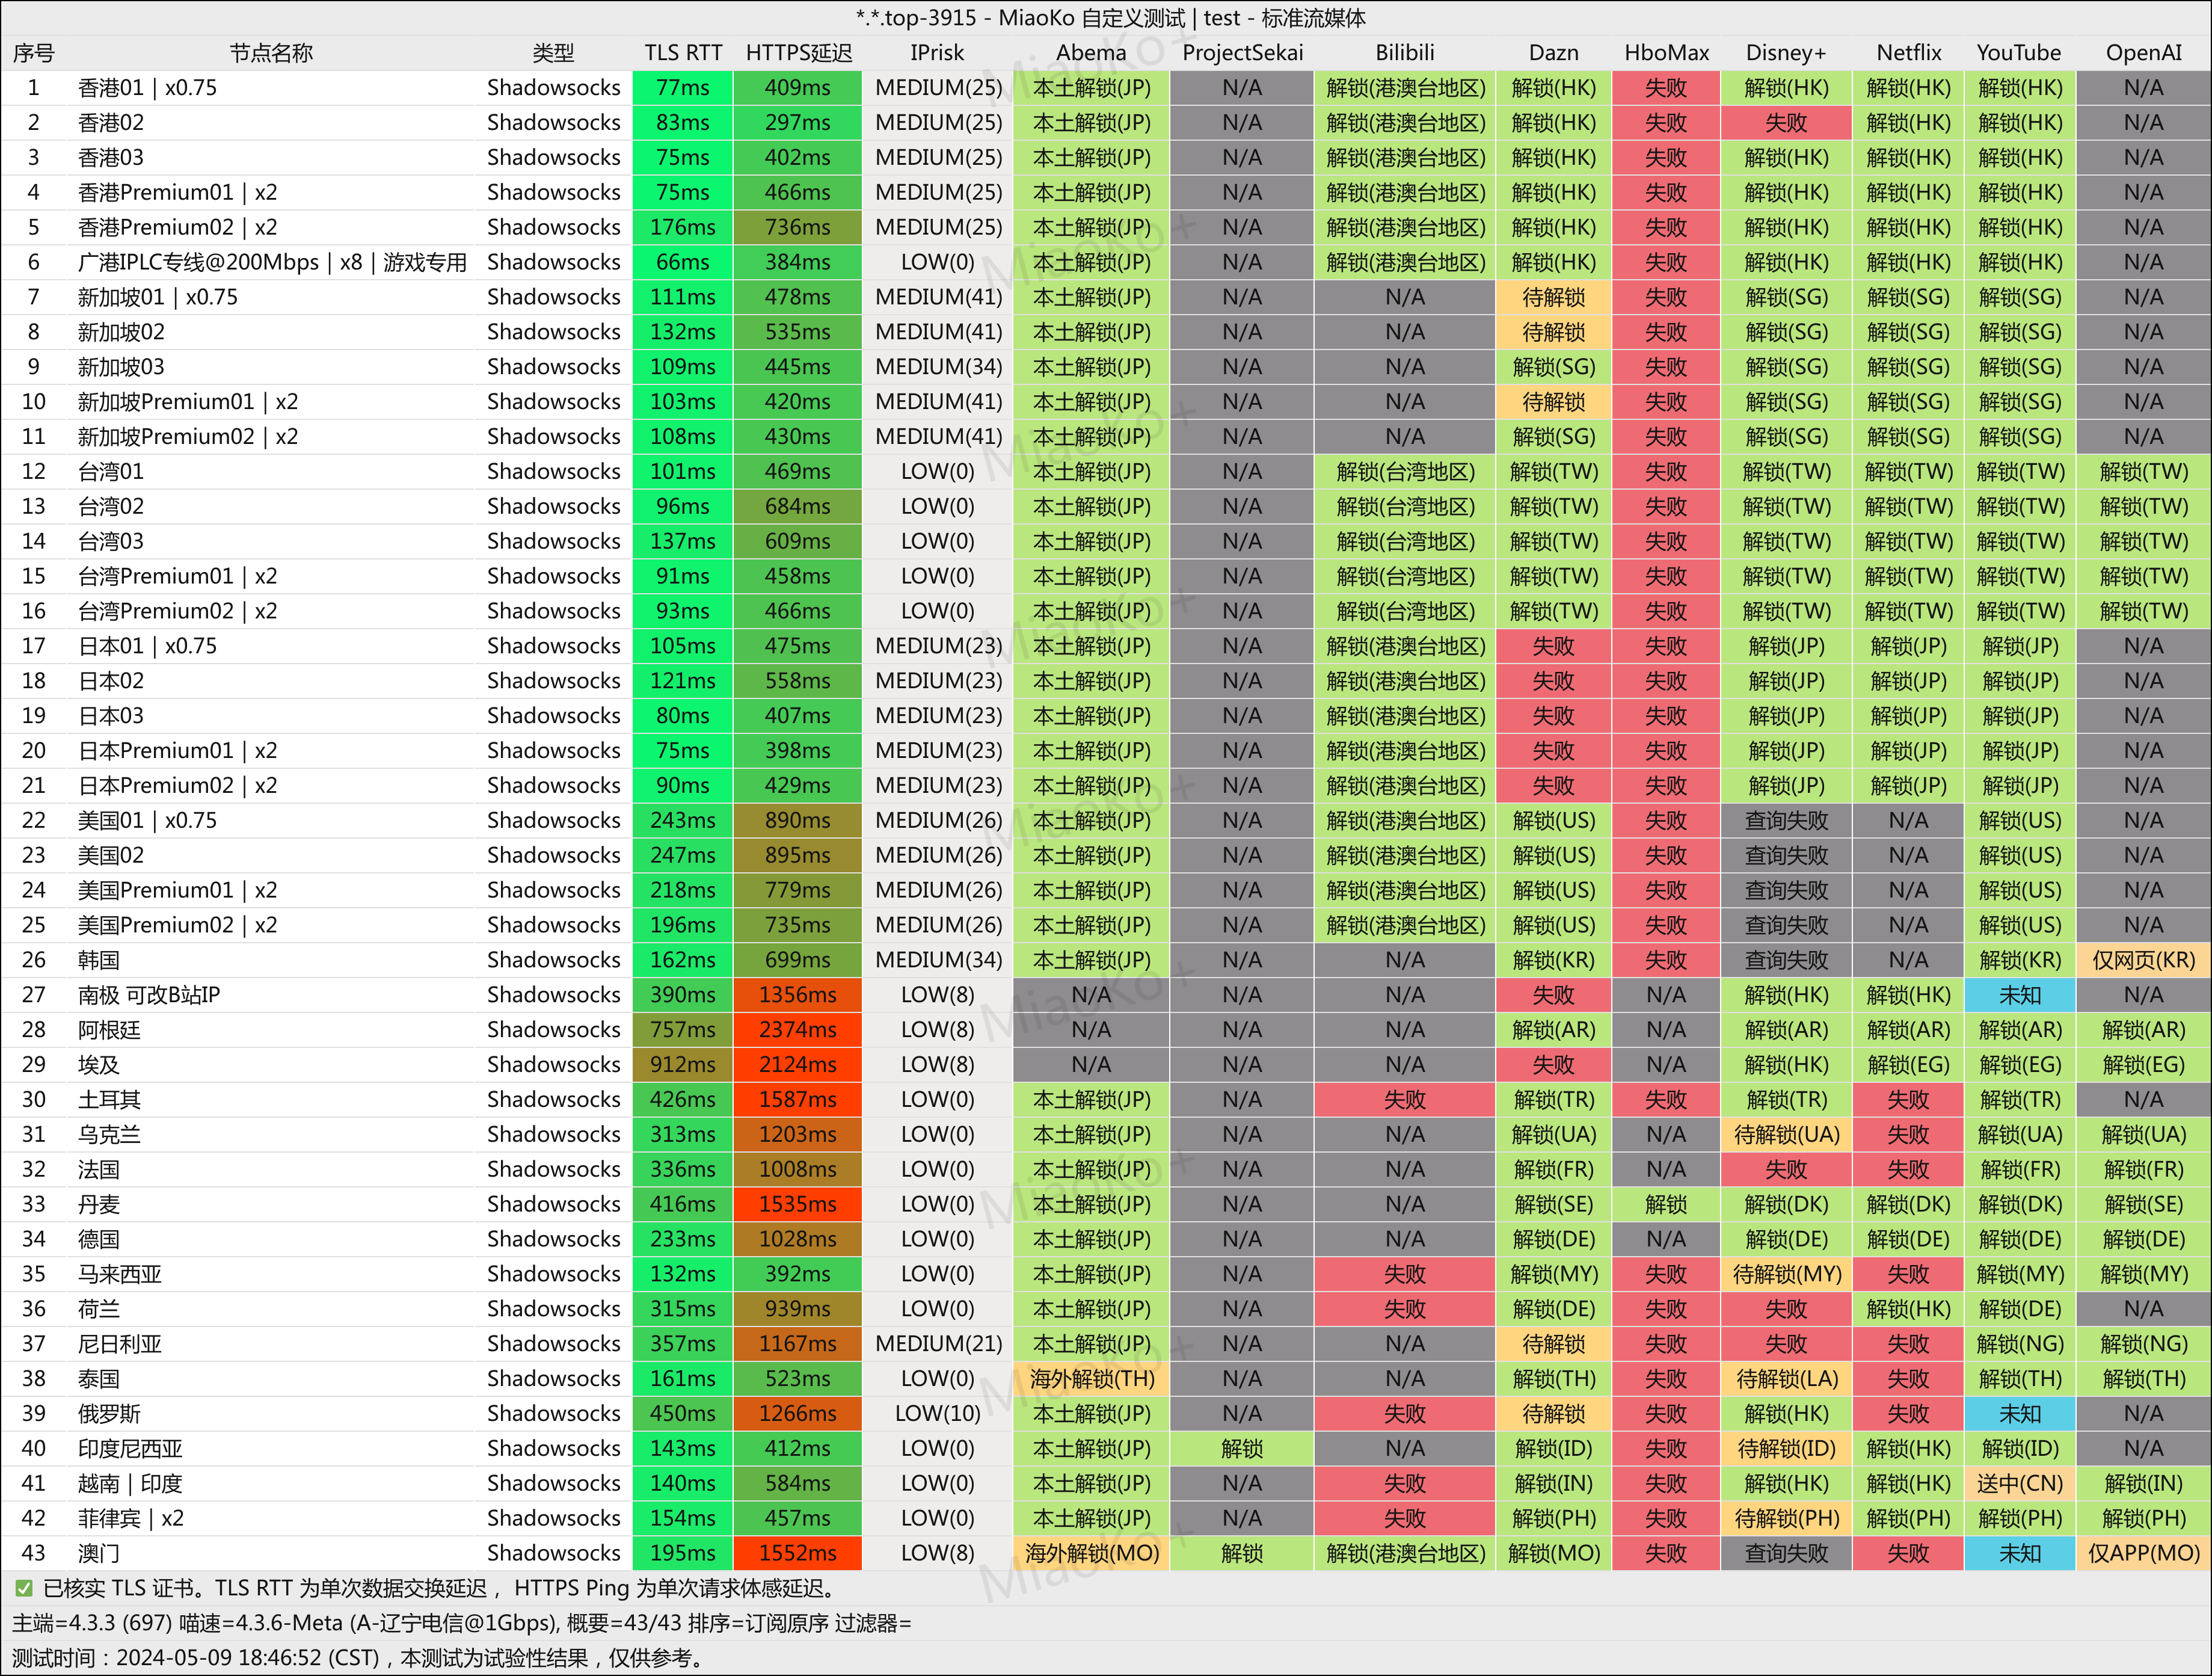 *.*.top-3915 - MiaoKo 自定义测试 | test - 标准流媒体
序号 节点名称 类型 TLS RTT HTTPS延迟 IPrisk Abema ProjectSekai Bilibili Dazn HboMax Disney+ Netflix YouTube OpenAI
1 香港01 | x0.75 Shadowsocks 77ms 409ms MEDIUM(25) 本土解锁(JP) N/A 解锁(港澳台地区) 解锁(HK) 失败 解锁(HK) 解锁(HK) 解锁(HK) N/A
2 香港02 Shadowsocks 83ms 297ms MEDIUM(25) 本土解锁(JP) N/A 解锁(港澳台地区) 解锁(HK) 失败 失败 解锁(HK) 解锁(HK) N/A
3 香港03 Shadowsocks 75ms 402ms MEDIUM(25) 本土解锁(JP) N/A 解锁(港澳台地区) 解锁(HK) 失败 解锁(HK) 解锁(HK) 解锁(HK) N/A
4 香港Premium01 | x2 Shadowsocks 75ms 466ms MEDIUM(25) 本土解锁(JP) N/A 解锁(港澳台地区) 解锁(HK) 失败 解锁(HK) 解锁(HK) 解锁(HK) N/A
5 香港Premium02 | x2 Shadowsocks 176ms 736ms MEDIUM(25) 本土解锁(JP) N/A 解锁(港澳台地区) 解锁(HK) 失败 解锁(HK) 解锁(HK) 解锁(HK) N/A
6 广港IPLC专线@200Mbps | x8 | 游戏专用 Shadowsocks 66ms 384ms LOW(0) 本土解锁(JP) N/A 解锁(港澳台地区) 解锁(HK) 失败 解锁(HK) 解锁(HK) 解锁(HK) N/A
7 新加坡01 | x0.75 Shadowsocks 111ms 478ms MEDIUM(41) 本土解锁(JP) N/A N/A 待解锁 失败 解锁(SG) 解锁(SG) 解锁(SG) N/A
8 新加坡02 Shadowsocks 132ms 535ms MEDIUM(41) 本土解锁(JP) N/A N/A 待解锁 失败 解锁(SG) 解锁(SG) 解锁(SG) N/A
9 新加坡03 Shadowsocks 109ms 445ms MEDIUM(34) 本土解锁(JP) N/A N/A 解锁(SG) 失败 解锁(SG) 解锁(SG) 解锁(SG) N/A
10 新加坡Premium01 | x2 Shadowsocks 103ms 420ms MEDIUM(41) 本土解锁(JP) N/A N/A 待解锁 失败 解锁(SG) 解锁(SG) 解锁(SG) N/A
11 新加坡Premium02 | x2 Shadowsocks 108ms 430ms MEDIUM(41) 本土解锁(JP) N/A N/A 解锁(SG) 失败 解锁(SG) 解锁(SG) 解锁(SG) N/A
12 台湾01 Shadowsocks 101ms 469ms LOW(0) 本土解锁(JP) N/A 解锁(台湾地区) 解锁(TW) 失败 解锁(TW) 解锁(TW) 解锁(TW) 解锁(TW)
13 台湾02 Shadowsocks 96ms 684ms LOW(0) 本土解锁(JP) N/A 解锁(台湾地区) 解锁(TW) 失败 解锁(TW) 解锁(TW) 解锁(TW) 解锁(TW)
14 台湾03 Shadowsocks 137ms 609ms LOW(0) 本土解锁(JP) N/A 解锁(台湾地区) 解锁(TW) 失败 解锁(TW) 解锁(TW) 解锁(TW) 解锁(TW)
15 台湾Premium01 | x2 Shadowsocks 91ms 458ms LOW(0) 本土解锁(JP) N/A 解锁(台湾地区) 解锁(TW) 失败 解锁(TW) 解锁(TW) 解锁(TW) 解锁(TW)
16 台湾Premium02 | x2 Shadowsocks 93ms 466ms LOW(0) 本土解锁(JP) N/A 解锁(台湾地区) 解锁(TW) 失败 解锁(TW) 解锁(TW) 解锁(TW) 解锁(TW)
17 日本01 | x0.75 Shadowsocks 105ms 475ms MEDIUM(23) 本土解锁(JP) N/A 解锁(港澳台地区) 失败 失败 解锁(JP) 解锁(JP) 解锁(JP) N/A
18 日本02 Shadowsocks 121ms 558ms MEDIUM(23) 本土解锁(JP) N/A 解锁(港澳台地区) 失败 失败 解锁(JP) 解锁(JP) 解锁(JP) N/A
19 日本03 Shadowsocks 80ms 407ms MEDIUM(23) 本土解锁(JP) N/A 解锁(港澳台地区) 失败 失败 解锁(JP) 解锁(JP) 解锁(JP) N/A
20 日本Premium01 | x2 Shadowsocks 75ms 398ms MEDIUM(23) 本土解锁(JP) N/A 解锁(港澳台地区) 失败 失败 解锁(JP) 解锁(JP) 解锁(JP) N/A
21 日本Premium02 | x2 Shadowsocks 90ms 429ms MEDIUM(23) 本土解锁(JP) N/A 解锁(港澳台地区) 失败 失败 解锁(JP) 解锁(JP) 解锁(JP) N/A
22 美国01 | x0.75 Shadowsocks 243ms 890ms MEDIUM(26) 本土解锁(JP) N/A 解锁(港澳台地区) 解锁(US) 失败 查询失败 N/A 解锁(US) N/A
23 美国02 Shadowsocks 247ms 895ms MEDIUM(26) 本土解锁(JP) N/A 解锁(港澳台地区) 解锁(US) 失败 查询失败 N/A 解锁(US) N/A
24 美国Premium01 | x2 Shadowsocks 218ms 779ms MEDIUM(26) 本土解锁(JP) N/A 解锁(港澳台地区) 解锁(US) 失败 查询失败 N/A 解锁(US) N/A
25 美国Premium02 | x2 Shadowsocks 196ms 735ms MEDIUM(26) 本土解锁(JP) N/A 解锁(港澳台地区) 解锁(US) 失败 查询失败 N/A 解锁(US) N/A
26 韩国 Shadowsocks 162ms 699ms MEDIUM(34) 本土解锁(JP) N/A N/A 解锁(KR) 失败 查询失败 N/A 解锁(KR) 仅网页(KR)
27 南极 可改B站IP Shadowsocks 390ms 1356ms LOW(8) N/A N/A N/A 失败 N/A 解锁(HK) 解锁(HK) 未知 N/A
28 阿根廷 Shadowsocks 757ms 2374ms LOW(8) N/A N/A N/A 解锁(AR) N/A 解锁(AR) 解锁(AR) 解锁(AR) 解锁(AR)
29 埃及 Shadowsocks 912ms 2124ms LOW(8) N/A N/A N/A 失败 N/A 解锁(HK) 解锁(EG) 解锁(EG) 解锁(EG)
30 土耳其 Shadowsocks 426ms 1587ms LOW(0) 本土解锁(JP) N/A 失败 解锁(TR) 失败 解锁(TR) 失败 解锁(TR) N/A
31 乌克兰 Shadowsocks 313ms 1203ms LOW(0) 本土解锁(JP) N/A N/A 解锁(UA) N/A 待解锁(UA) 失败 解锁(UA) 解锁(UA)
32 法国 Shadowsocks 336ms 1008ms LOW(0) 本土解锁(JP) N/A N/A 解锁(FR) N/A 失败 失败 解锁(FR) 解锁(FR)
33 丹麦 Shadowsocks 416ms 1535ms LOW(0) 本土解锁(JP) N/A N/A 解锁(SE) 解锁 解锁(DK) 解锁(DK) 解锁(DK) 解锁(SE)
34 德国 Shadowsocks 233ms 1028ms LOW(0) 本土解锁(JP) N/A N/A 解锁(DE) N/A 解锁(DE) 解锁(DE) 解锁(DE) 解锁(DE)
35 马来西亚 Shadowsocks 132ms 392ms LOW(0) 本土解锁(JP) N/A 失败 解锁(MY) 失败 待解锁(MY) 失败 解锁(MY) 解锁(MY)
36 荷兰 Shadowsocks 315ms 939ms LOW(0) 本土解锁(JP) N/A 失败 解锁(DE) 失败 失败 解锁(HK) 解锁(DE) N/A
37 尼日利亚 Shadowsocks 357ms 1167ms MEDIUM(21) 本土解锁(JP) N/A N/A 待解锁 失败 失败 失败 解锁(NG) 解锁(NG)
38 泰国 Shadowsocks 161ms 523ms LOW(0) 海外解锁(TH) N/A N/A 解锁(TH) 失败 待解锁(LA) 失败 解锁(TH) 解锁(TH)
39 俄罗斯 Shadowsocks 450ms 1266ms LOW(10) 本土解锁(JP) N/A 失败 待解锁 失败 解锁(HK) 失败 未知 N/A
40 印度尼西亚 Shadowsocks 143ms 412ms LOW(0) 本土解锁(JP) 解锁 N/A 解锁(ID) 失败 待解锁(ID) 解锁(HK) 解锁(ID) N/A
41 越南 | 印度 Shadowsocks 140ms 584ms LOW(0) 本土解锁(JP) N/A 失败 解锁(IN) 失败 解锁(HK) 解锁(HK) 送中(CN) 解锁(IN)
42 菲律宾 | x2 Shadowsocks 154ms 457ms LOW(0) 本土解锁(JP) N/A 失败 解锁(PH) 失败 待解锁(PH) 解锁(PH) 解锁(PH) 解锁(PH)
43 澳门 Shadowsocks 195ms 1552ms LOW(8) 海外解锁(MO) 解锁 解锁(港澳台地区) 解锁(MO) 失败 查询失败 失败 未知 仅APP(MO)
✅ 已核实 TLS 证书。TLS RTT 为单次数据交换延迟， HTTPS Ping 为单次请求体感延迟。
主端=4.3.3 (697) 喵速=4.3.6-Meta (A-辽宁电信@1Gbps), 概要=43/43 排序=订阅原序 过滤器=
测试时间：2024-05-09 18:46:52 (CST)，本测试为试验性结果，仅供参考。
MiaoKo+
MiaoKo+
MiaoKo+
MiaoKo+
MiaoKo+
MiaoKo+
MiaoKo+
MiaoKo+
MiaoKo+